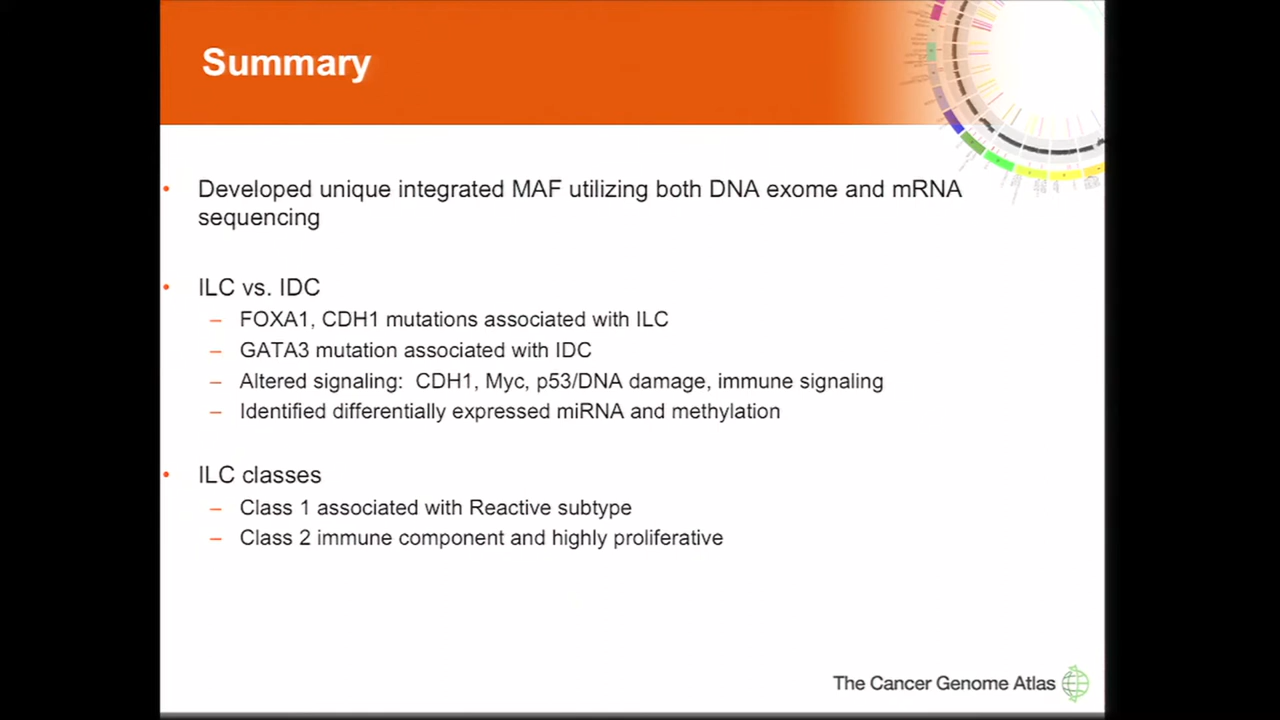 Summary
• Developed unique integrated MAF utilizing both DNA exome and mRNA
sequencing
• ILC vs. IDC
– FOXA1, CDH1 mutations associated with ILC
– GATA3 mutation associated with IDC
– Altered signaling: CDH1, Myc, p53/DNA damage, immune signaling
– Identified differentially expressed miRNA and methylation
• ILC classes
– Class 1 associated with Reactive subtype
– Class 2 immune component and highly proliferative
The Cancer Genome Atlas